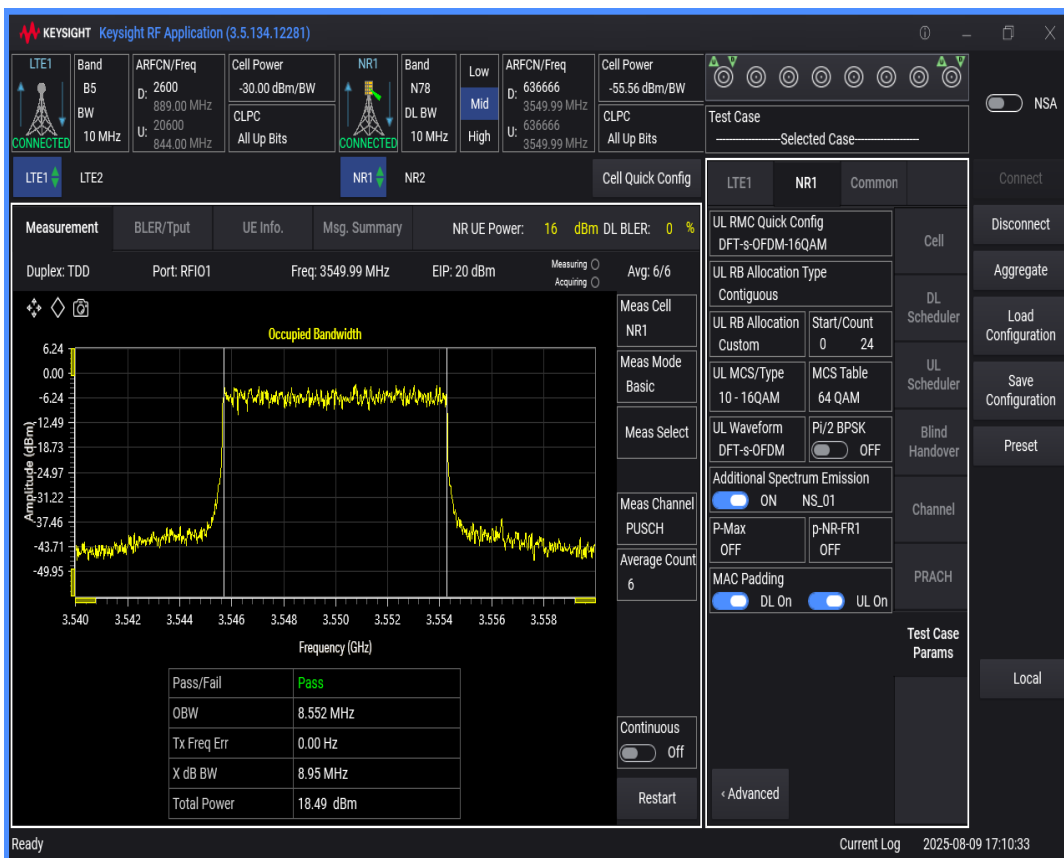 KEYSIGHT Keysight RF Application (3.5.134.12281)
LTE1
CONNECTED
Band
B5
BW
10 MHz
ARFCN/Freq
D: 2600
889.00 MHz
U: 20600
844.00 MHz
Cell Power
-30.00 dBm/BW
CLPC
All Up Bits
NR1
CONNECTED
Band
N78
DL BW
10 MHz
Low
Mid
High
ARFCN/Freq
D: 636666
3549.99 MHz
U: 636666
3549.99 MHz
Cell Power
-55.56 dBm/BW
CLPC
All Up Bits
Test Case
----------------Selected Case----------------
NSA
LTE1 LTE2 NR1 NR2 Cell Quick Config
Measurement BLER/Tput UE Info. Msg. Summary NR UE Power: 16 dBm DL BLER: 0 %
Duplex: TDD Port: RFIO1 Freq: 3549.99 MHz EIP: 20 dBm Measuring Acquiring Avg: 6/6
Occupied Bandwidth
Amplitude (dBm)
6.24
0.00
-6.24
-12.49
-18.73
-24.97
-31.22
-37.46
-43.71
-49.95
3.540 3.542 3.544 3.546 3.548 3.550 3.552 3.554 3.556 3.558
Frequency (GHz)
Pass/Fail Pass
OBW 8.552 MHz
Tx Freq Err 0.00 Hz
X dB BW 8.95 MHz
Total Power 18.49 dBm
Meas Cell
NR1
Meas Mode
Basic
Meas Select
Meas Channel
PUSCH
Average Count
6
Continuous
Off
Restart
LTE1 NR1 Common
UL RMC Quick Config
DFT-s-OFDM-16QAM
UL RB Allocation Type
Contiguous
UL RB Allocation
Custom
Start/Count
0 24
UL MCS/Type
10 - 16QAM
MCS Table
64 QAM
UL Waveform
DFT-s-OFDM
Pi/2 BPSK
OFF
Additional Spectrum Emission
ON NS_01
P-Max
OFF
p-NR-FR1
OFF
MAC Padding
DL On UL On
‹ Advanced
Cell
DL
Scheduler
UL
Scheduler
Blind
Handover
Channel
PRACH
Test Case
Params
Connect
Disconnect
Aggregate
Load
Configuration
Save
Configuration
Preset
Local
Ready Current Log 2025-08-09 17:10:33